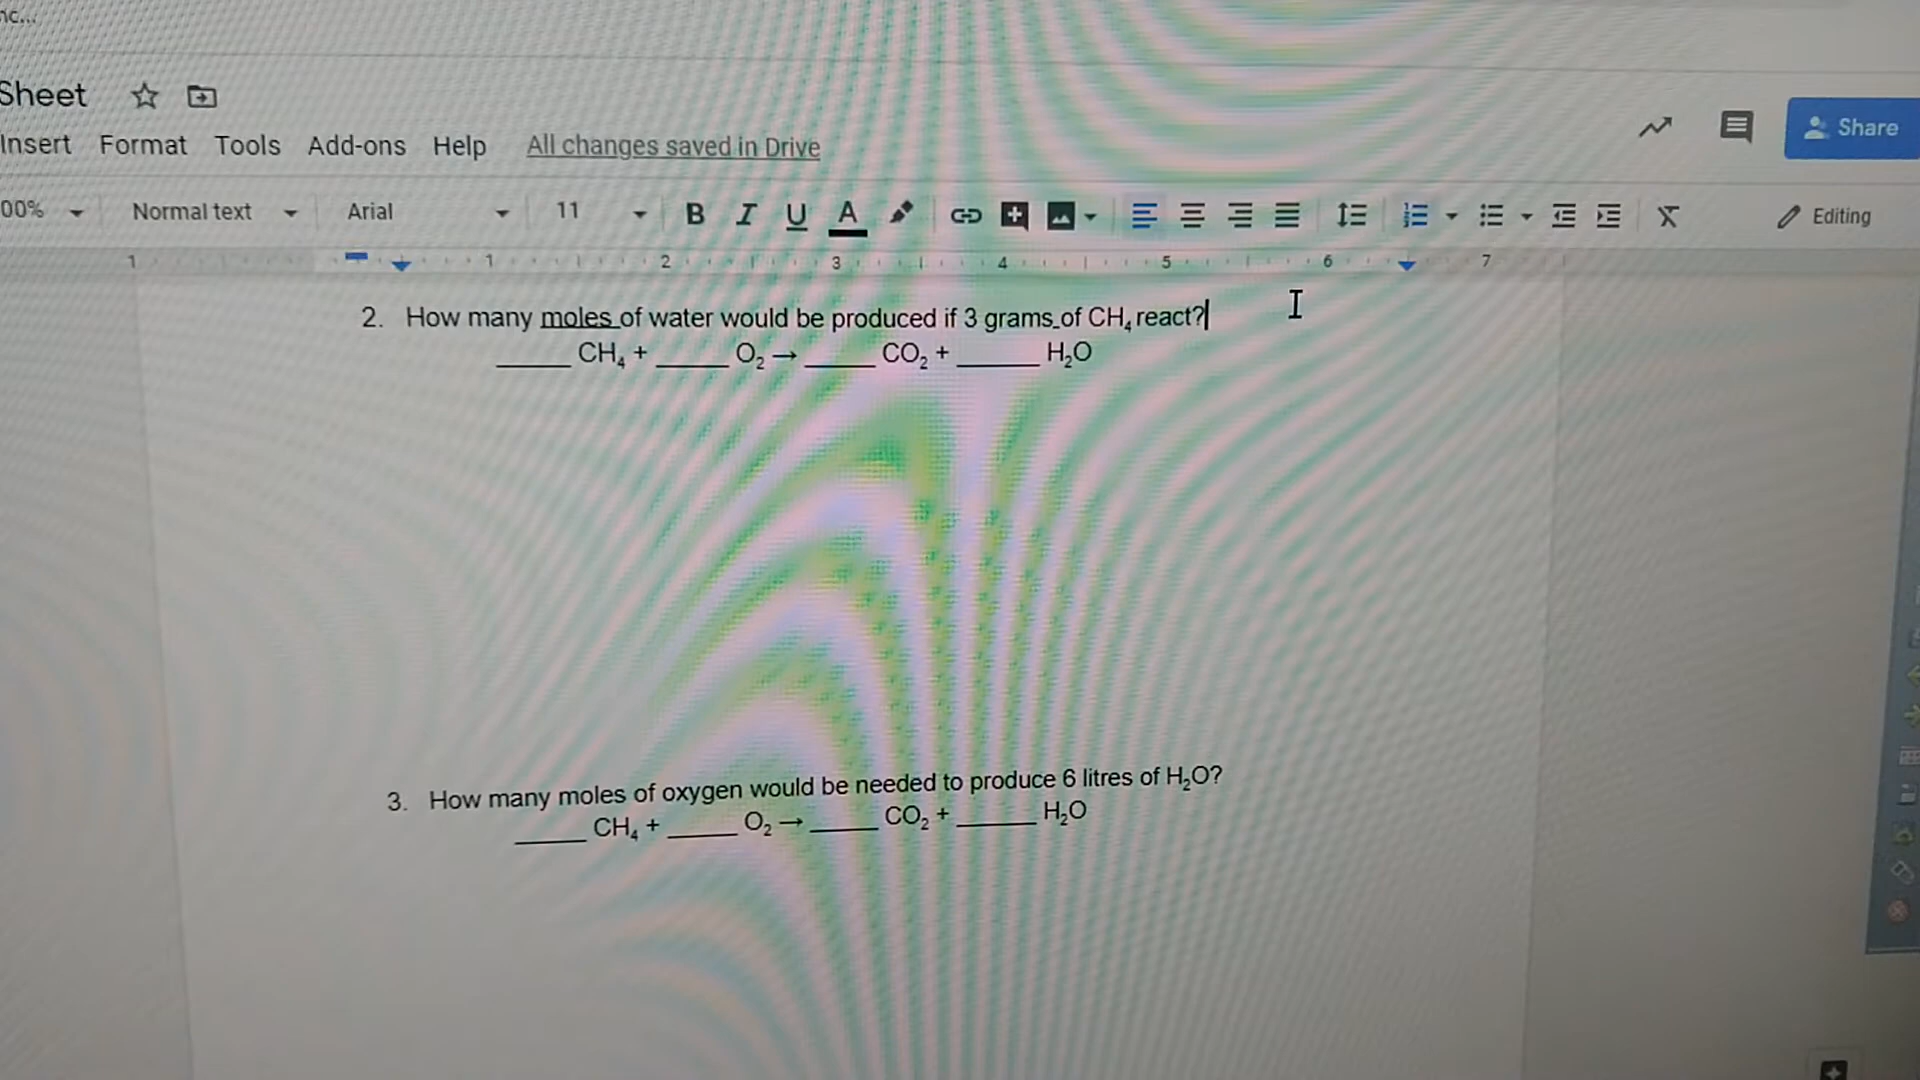 Sheet
Insert Format Tools Add-ons Help All changes saved in Drive Share
00% Normal text Arial 11 B I U A Editing
1 1 2 3 4 5 6 7
2. How many moles of water would be produced if 3 grams of CH₄ react?
_____ CH₄ + _____ O₂ → _____ CO₂ + _____ H₂O
3. How many moles of oxygen would be needed to produce 6 litres of H₂O?
_____ CH₄ + _____ O₂ → _____ CO₂ + _____ H₂O